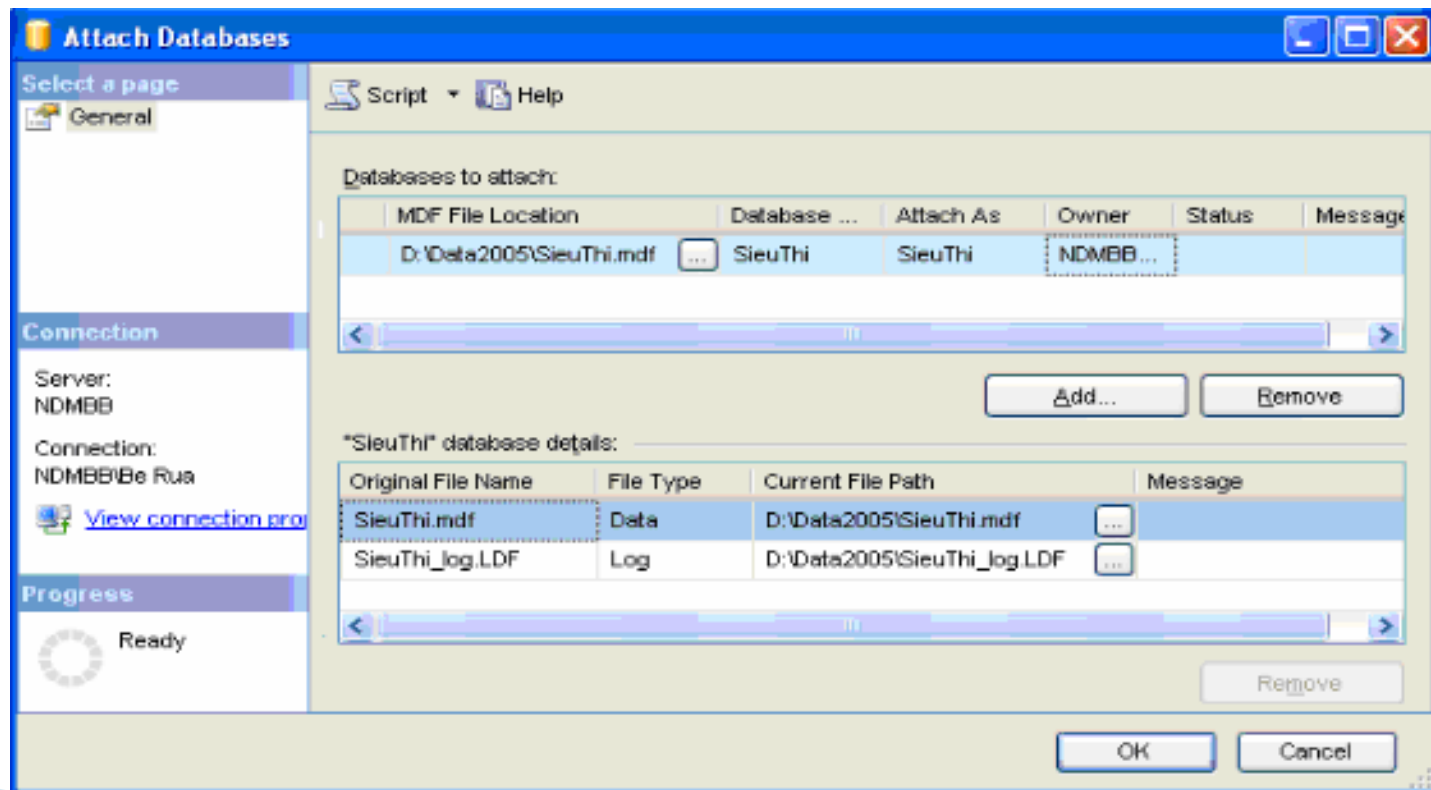 Attach Databases
Select a page
General
Script Help
Databases to attach:
MDF File Location Database ... Attach As Owner Status Message
D:\Data2005\SieuThi.mdf ... SieuThi SieuThi NDMBB...
Add... Remove
Connection
Server:
NDMBB
Connection:
NDMBB\Be Rua
View connection prop
"SieuThi" database details:
Original File Name File Type Current File Path Message
SieuThi.mdf Data D:\Data2005\SieuThi.mdf ...
SieuThi_log.LDF Log D:\Data2005\SieuThi_log.LDF ...
Remove
Progress
Ready
OK Cancel